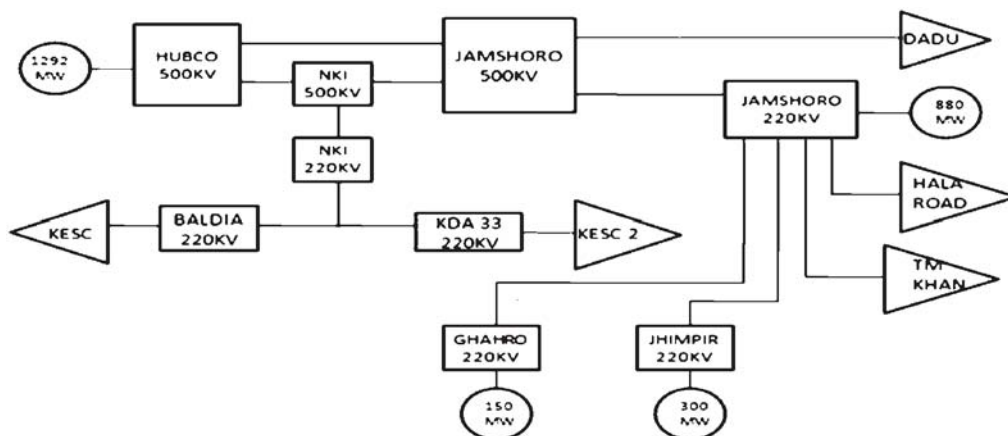 1292
MW
HUBCO
500KV
NKI
500KV
JAMSHORO
500KV
DADU
JAMSHORO
220KV
880
MW
NKI
220KV
HALA
ROAD
KESC
BALDIA
220KV
KDA 33
220KV
KESC 2
TM
KHAN
GHAHRO
220KV
JHIMPIR
220KV
150
MW
300
MW